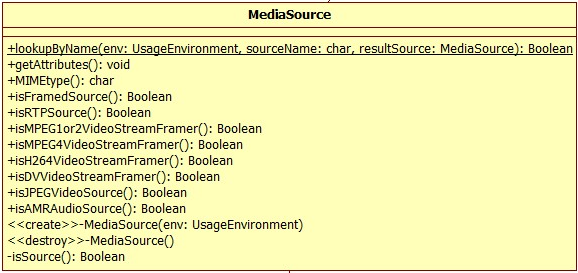 MediaSource
+lookupByName(env: UsageEnvironment, sourceName: char, resultSource: MediaSource): Boolean
+getAttributes(): void
+MIMEtype(): char
+isFramedSource(): Boolean
+isRTPSource(): Boolean
+isMPEG1or2VideoStreamFramer(): Boolean
+isMPEG4VideoStreamFramer(): Boolean
+isH264VideoStreamFramer(): Boolean
+isDVVideoStreamFramer(): Boolean
+isJPEGVideoSource(): Boolean
+isAMRAudioSource(): Boolean
<<create>>-MediaSource(env: UsageEnvironment)
<<destroy>>-MediaSource()
-isSource(): Boolean